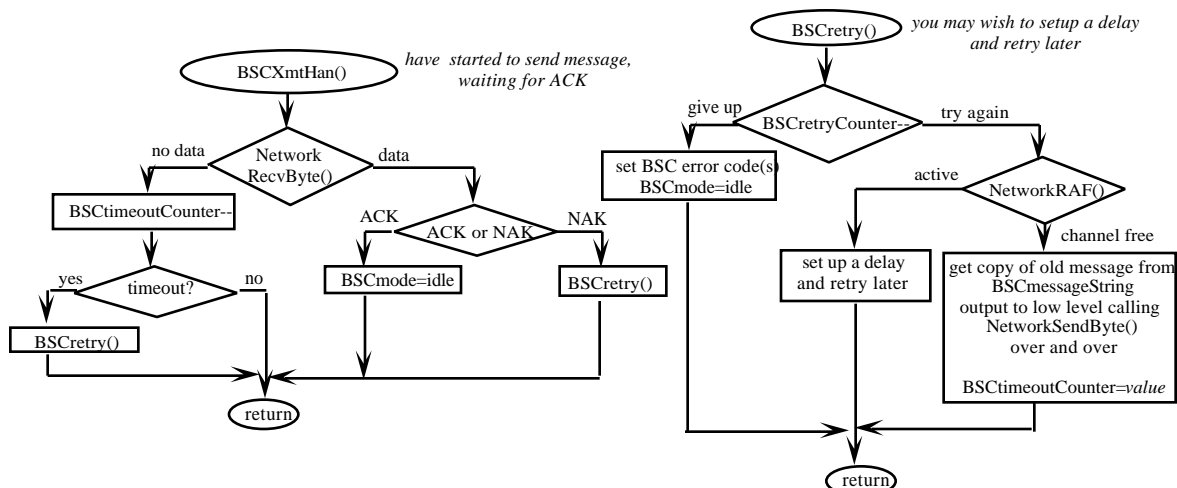 BSCXmtHan()
have started to send message,
waiting for ACK
no data
Network
RecvByte()
data
BSCtimeoutCounter--
ACK
ACK or NAK
NAK
yes
timeout?
no
BSCmode=idle
BSCretry()
BSCretry()
return
BSCretry()
you may wish to setup a delay
and retry later
give up
BSCretryCounter--
try again
set BSC error code(s)
BSCmode=idle
active
NetworkRAF()
channel free
set up a delay
and retry later
get copy of old message from
BSCmessageString
output to low level calling
NetworkSendByte()
over and over
BSCtimeoutCounter=value
return